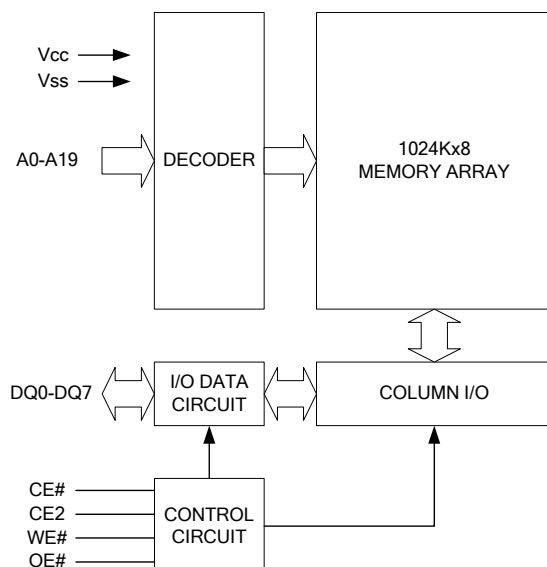 Vcc
Vss
A0-A19
DECODER
1024Kx8
MEMORY ARRAY
DQ0-DQ7
I/O DATA
CIRCUIT
COLUMN I/O
CE#
CE2
WE#
OE#
CONTROL
CIRCUIT